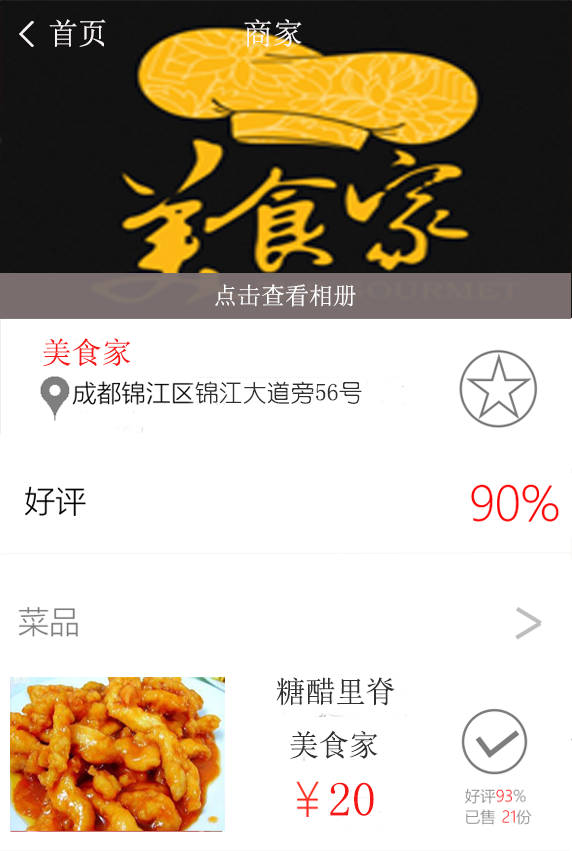 首页
商家
美食家
点击查看相册
美食家
成都锦江区锦江大道旁56号
好评
90%
菜品
糖醋里脊
美食家
￥20
好评93%
已售 21份